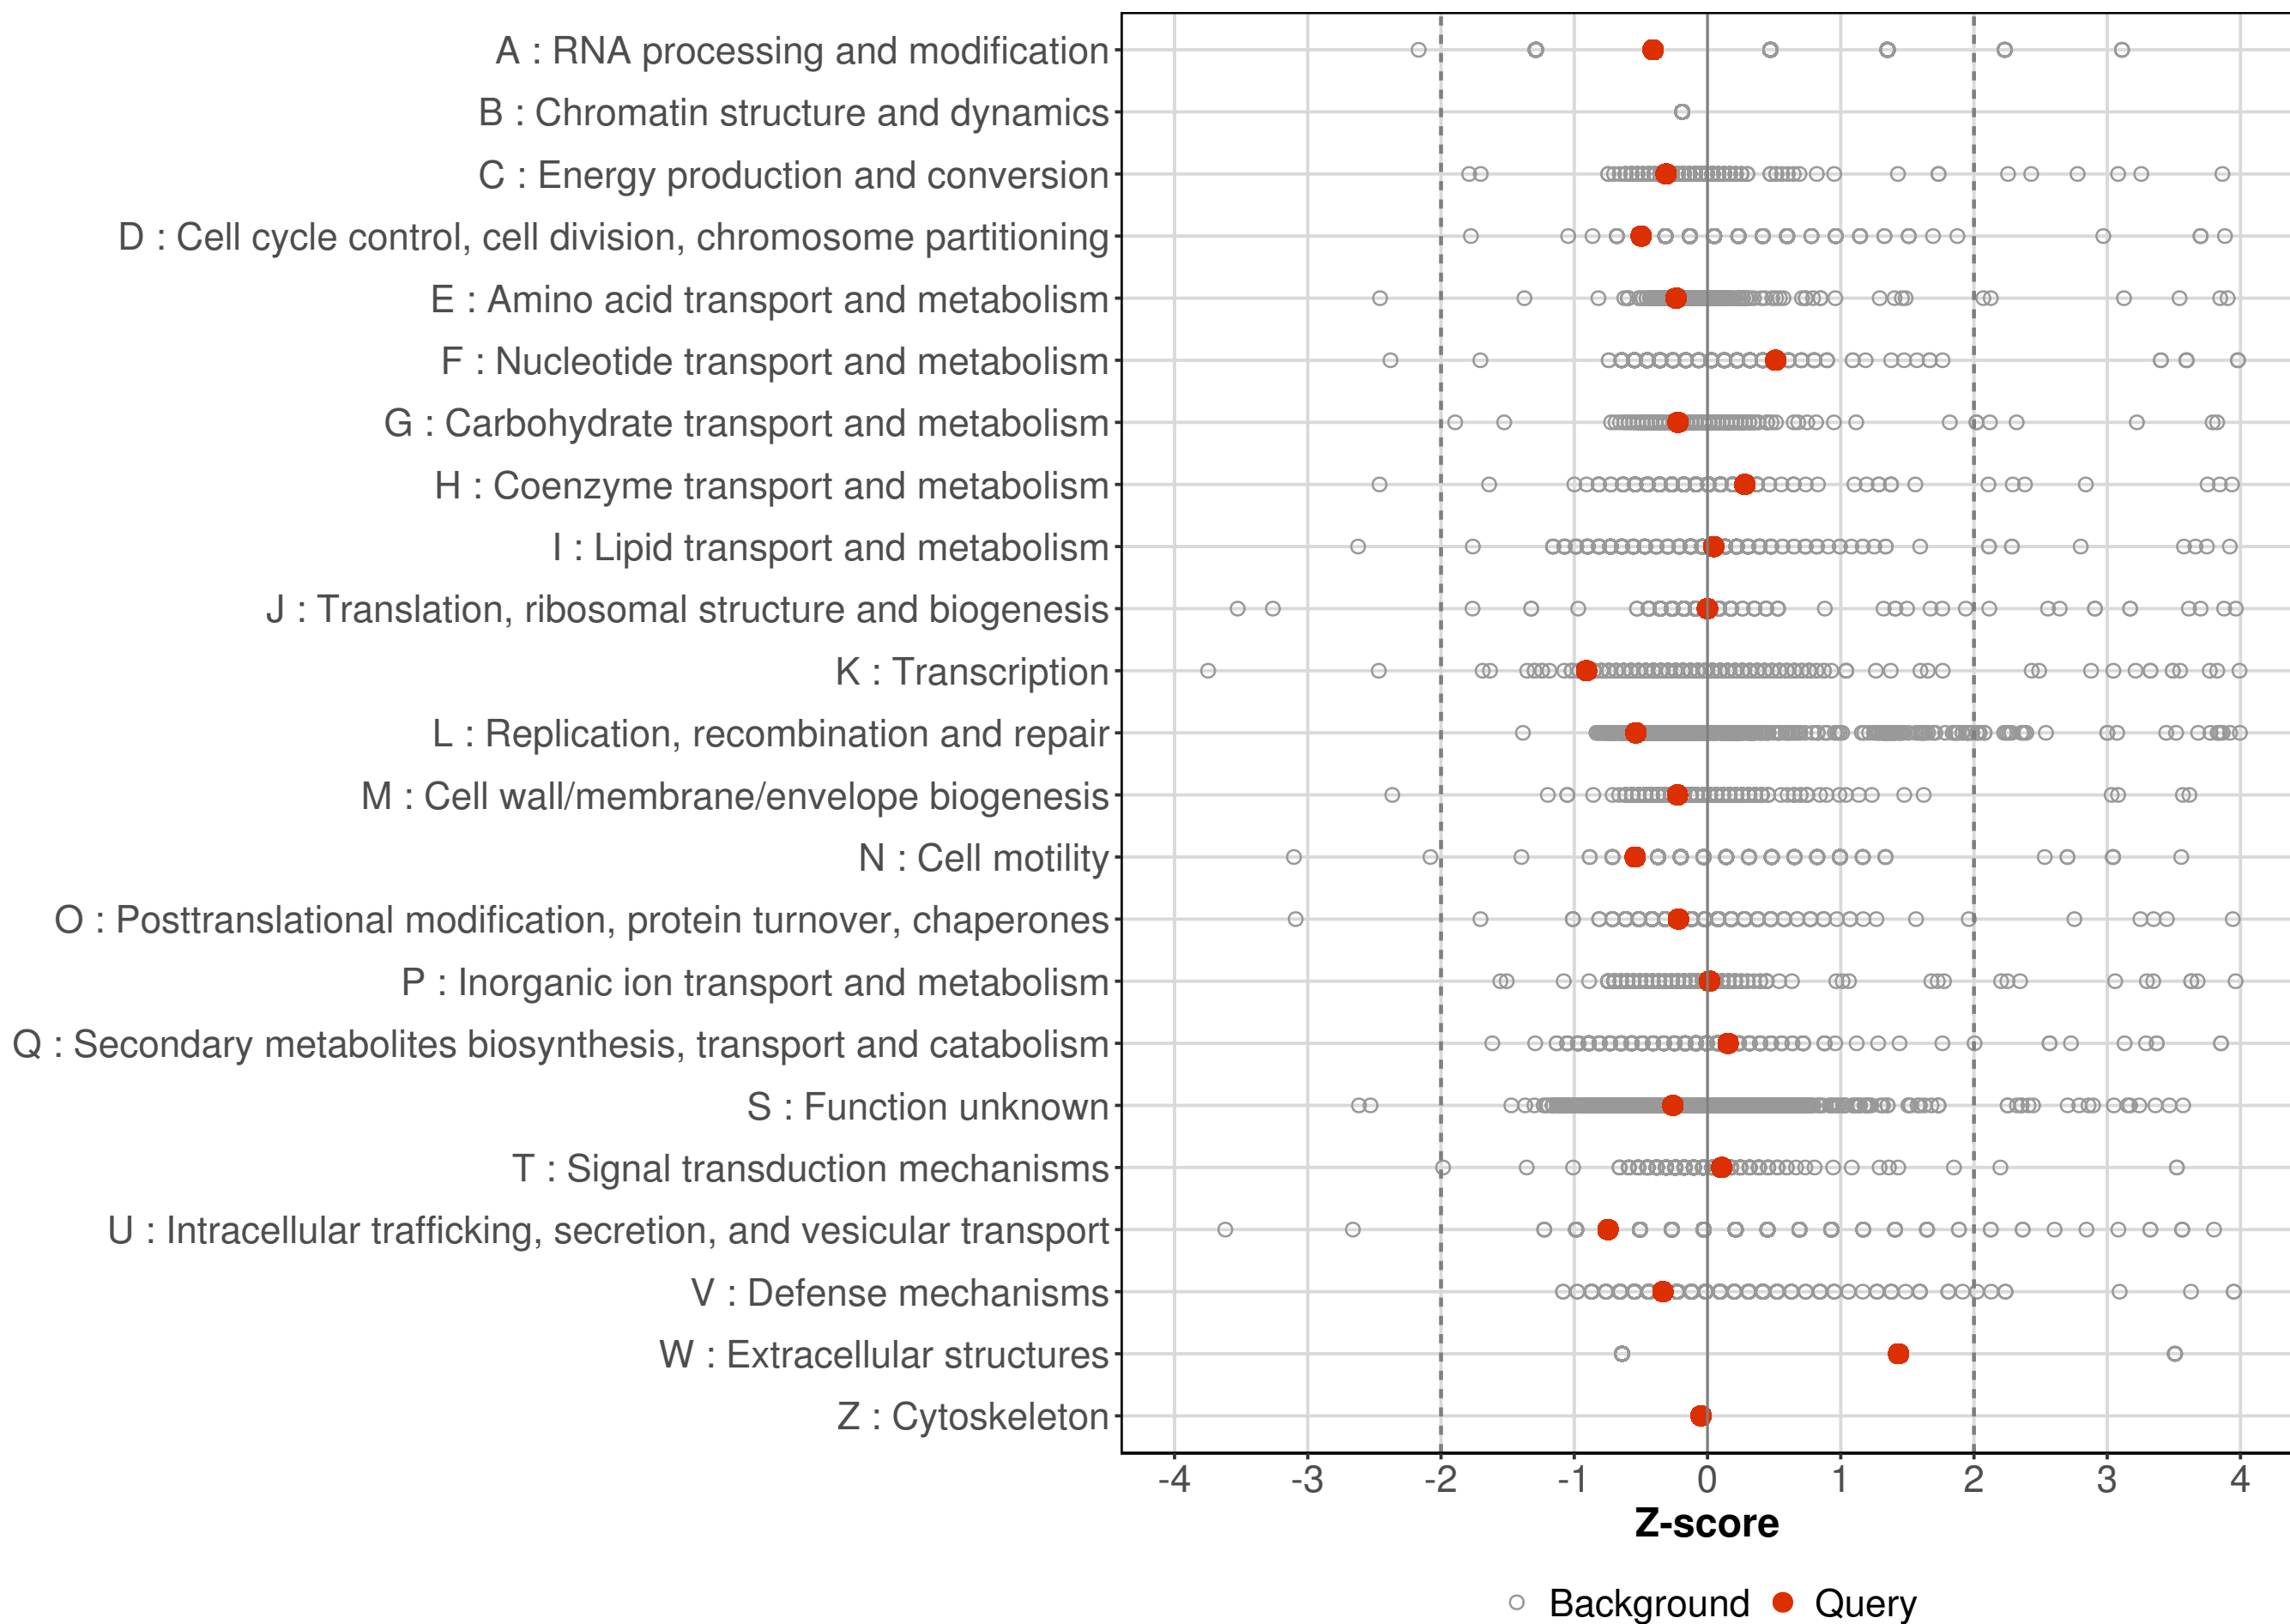 A : RNA processing and modification
B : Chromatin structure and dynamics
C : Energy production and conversion
D : Cell cycle control, cell division, chromosome partitioning
E : Amino acid transport and metabolism
F : Nucleotide transport and metabolism
G : Carbohydrate transport and metabolism
H : Coenzyme transport and metabolism
I : Lipid transport and metabolism
J : Translation, ribosomal structure and biogenesis
K : Transcription
L : Replication, recombination and repair
M : Cell wall/membrane/envelope biogenesis
N : Cell motility
O : Posttranslational modification, protein turnover, chaperones
P : Inorganic ion transport and metabolism
Q : Secondary metabolites biosynthesis, transport and catabolism
S : Function unknown
T : Signal transduction mechanisms
U : Intracellular trafficking, secretion, and vesicular transport
V : Defense mechanisms
W : Extracellular structures
Z : Cytoskeleton
-4 -3 -2 -1 0 1 2 3 4
Z-score
Background Query